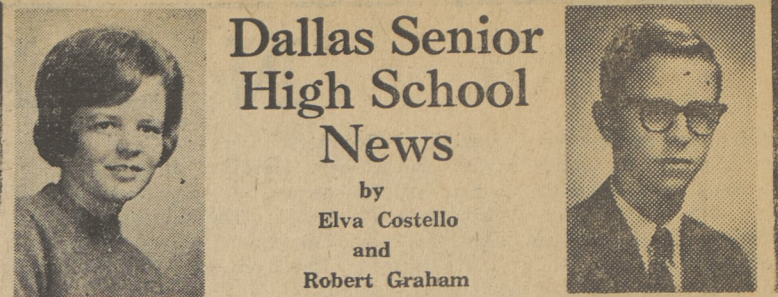 Dallas Senior
High School
News
by
Elva Costello
and
Robert Graham